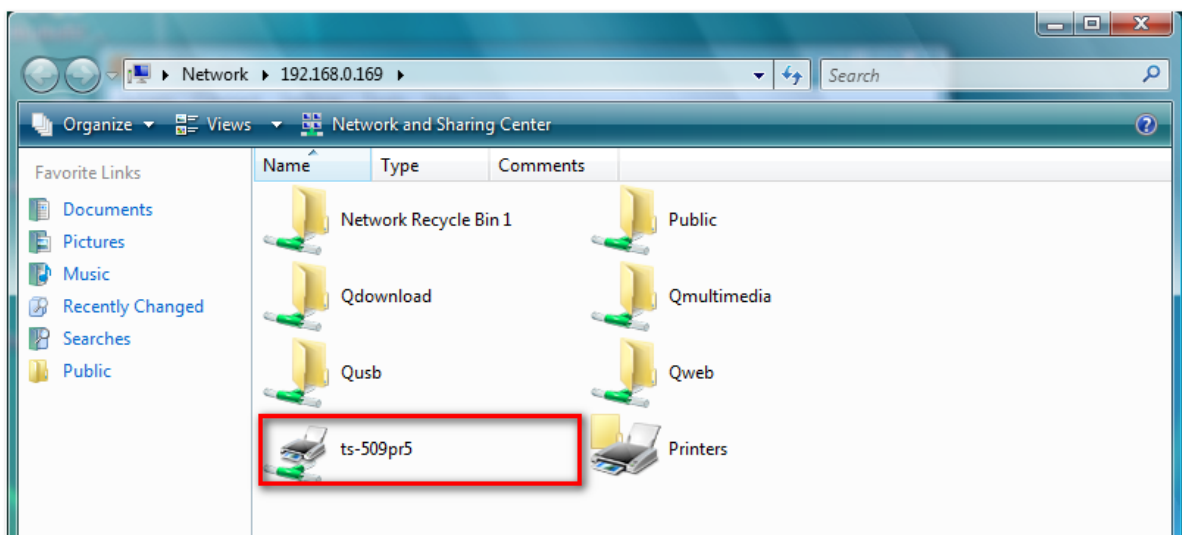 Network 192.168.0.169
Search
Organize Views Network and Sharing Center
Favorite Links
Documents
Pictures
Music
Recently Changed
Searches
Public
Name Type Comments
Network Recycle Bin 1 Public
Qdownload Qmultimedia
Qusb Qweb
ts-509pr5 Printers